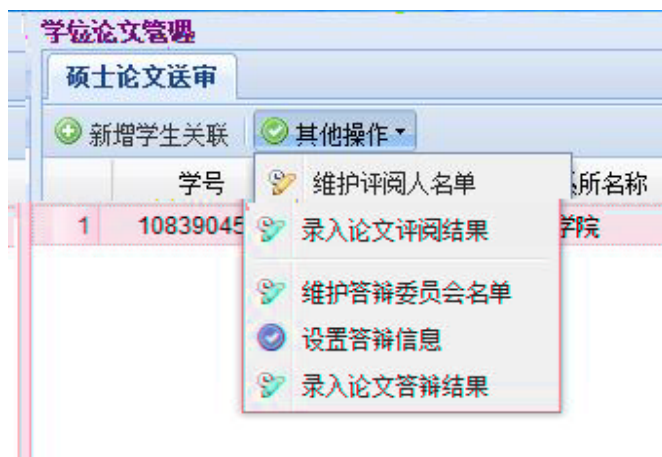 学位论文管理
硕士论文送审
新增学生关联 其他操作
学号 所名称
维护评阅人名单
1 10839045 学院
录入论文评阅结果
维护答辩委员会名单
设置答辩信息
录入论文答辩结果